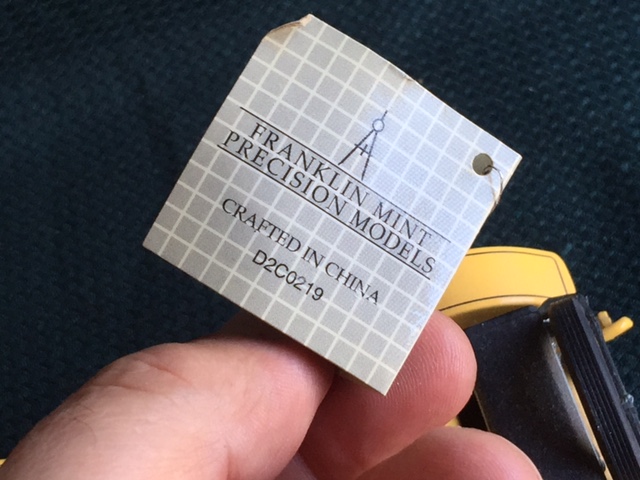 FRANKLIN MINT
PRECISION MODELS
CRAFTED IN CHINA
D2C0219